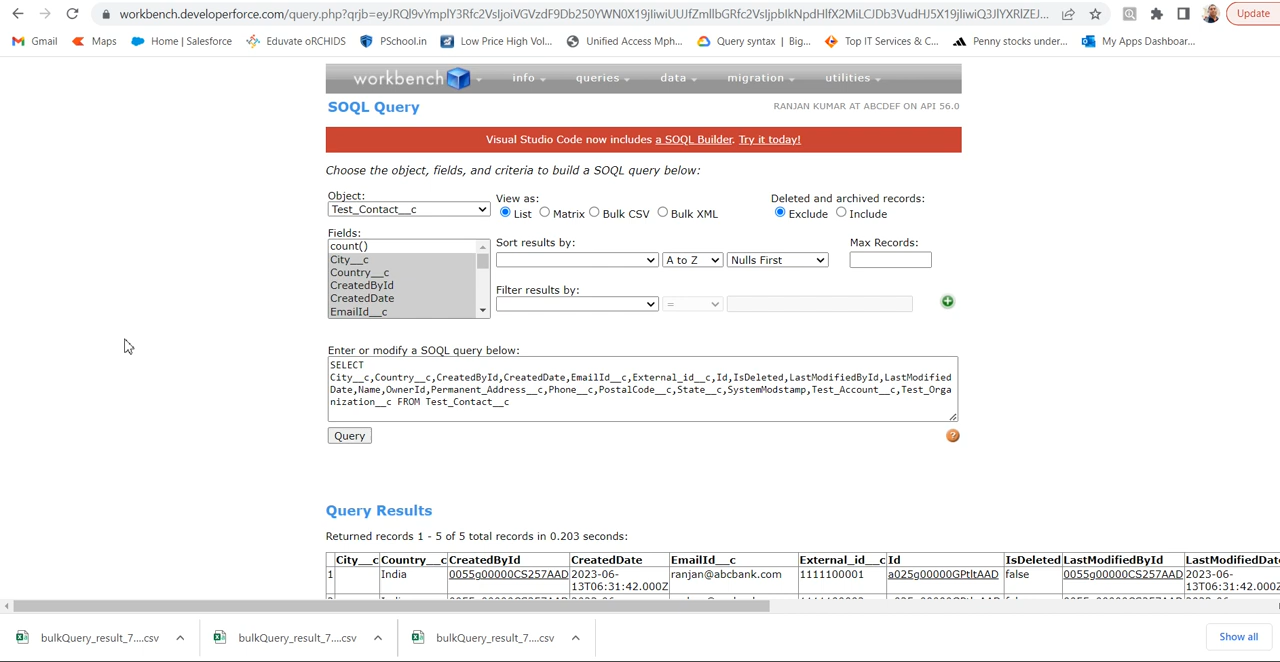 workbench.developerforce.com/query.php?qrjb=eyJRQl9vYmplY3Rfc2VsIjoiVGVzdF9Db250YWN0X19jIiwiUUJfZmllbGRfc2VsIjpbIkNpdHlfX2MiLCJDb3VudHJ5X19jIiwiQ3JlYXRlZEJ...
Update
Gmail
Maps
Home | Salesforce
Eduvate oRCHIDS
PSchool.in
Low Price High Vol...
Unified Access Mph...
Query syntax | Big...
Top IT Services & C...
Penny stocks under...
My Apps Dashboar...
workbench
info
queries
data
migration
utilities
SOQL Query
RANJAN KUMAR AT ABCDEF ON API 56.0
Visual Studio Code now includes a SOQL Builder. Try it today!
Choose the object, fields, and criteria to build a SOQL query below:
Object:
View as:
Deleted and archived records:
Test_Contact__c
List
Matrix
Bulk CSV
Bulk XML
Exclude
Include
Fields:
Sort results by:
Max Records:
count()
City__c
Country__c
CreatedById
CreatedDate
EmailId__c
A to Z
Nulls First
Filter results by:
=
Enter or modify a SOQL query below:
SELECT
City__c,Country__c,CreatedById,CreatedDate,EmailId__c,External_id__c,Id,IsDeleted,LastModifiedById,LastModified
Date,Name,OwnerId,Permanent_Address__c,Phone__c,PostalCode__c,State__c,SystemModstamp,Test_Account__c,Test_Orga
nization__c FROM Test_Contact__c
Query
?
Query Results
Returned records 1 - 5 of 5 total records in 0.203 seconds:
City__c Country__c CreatedById CreatedDate EmailId__c External_id__c Id IsDeleted LastModifiedById LastModifiedDate
1 India 0055g00000CS257AAD 2023-06- ranjan@abcbank.com 1111100001 a025g00000GPtltAAD false 0055g00000CS257AAD 2023-06-
13T06:31:42.000Z 13T06:31:42.000Z
bulkQuery_result_7....csv
bulkQuery_result_7....csv
bulkQuery_result_7....csv
Show all